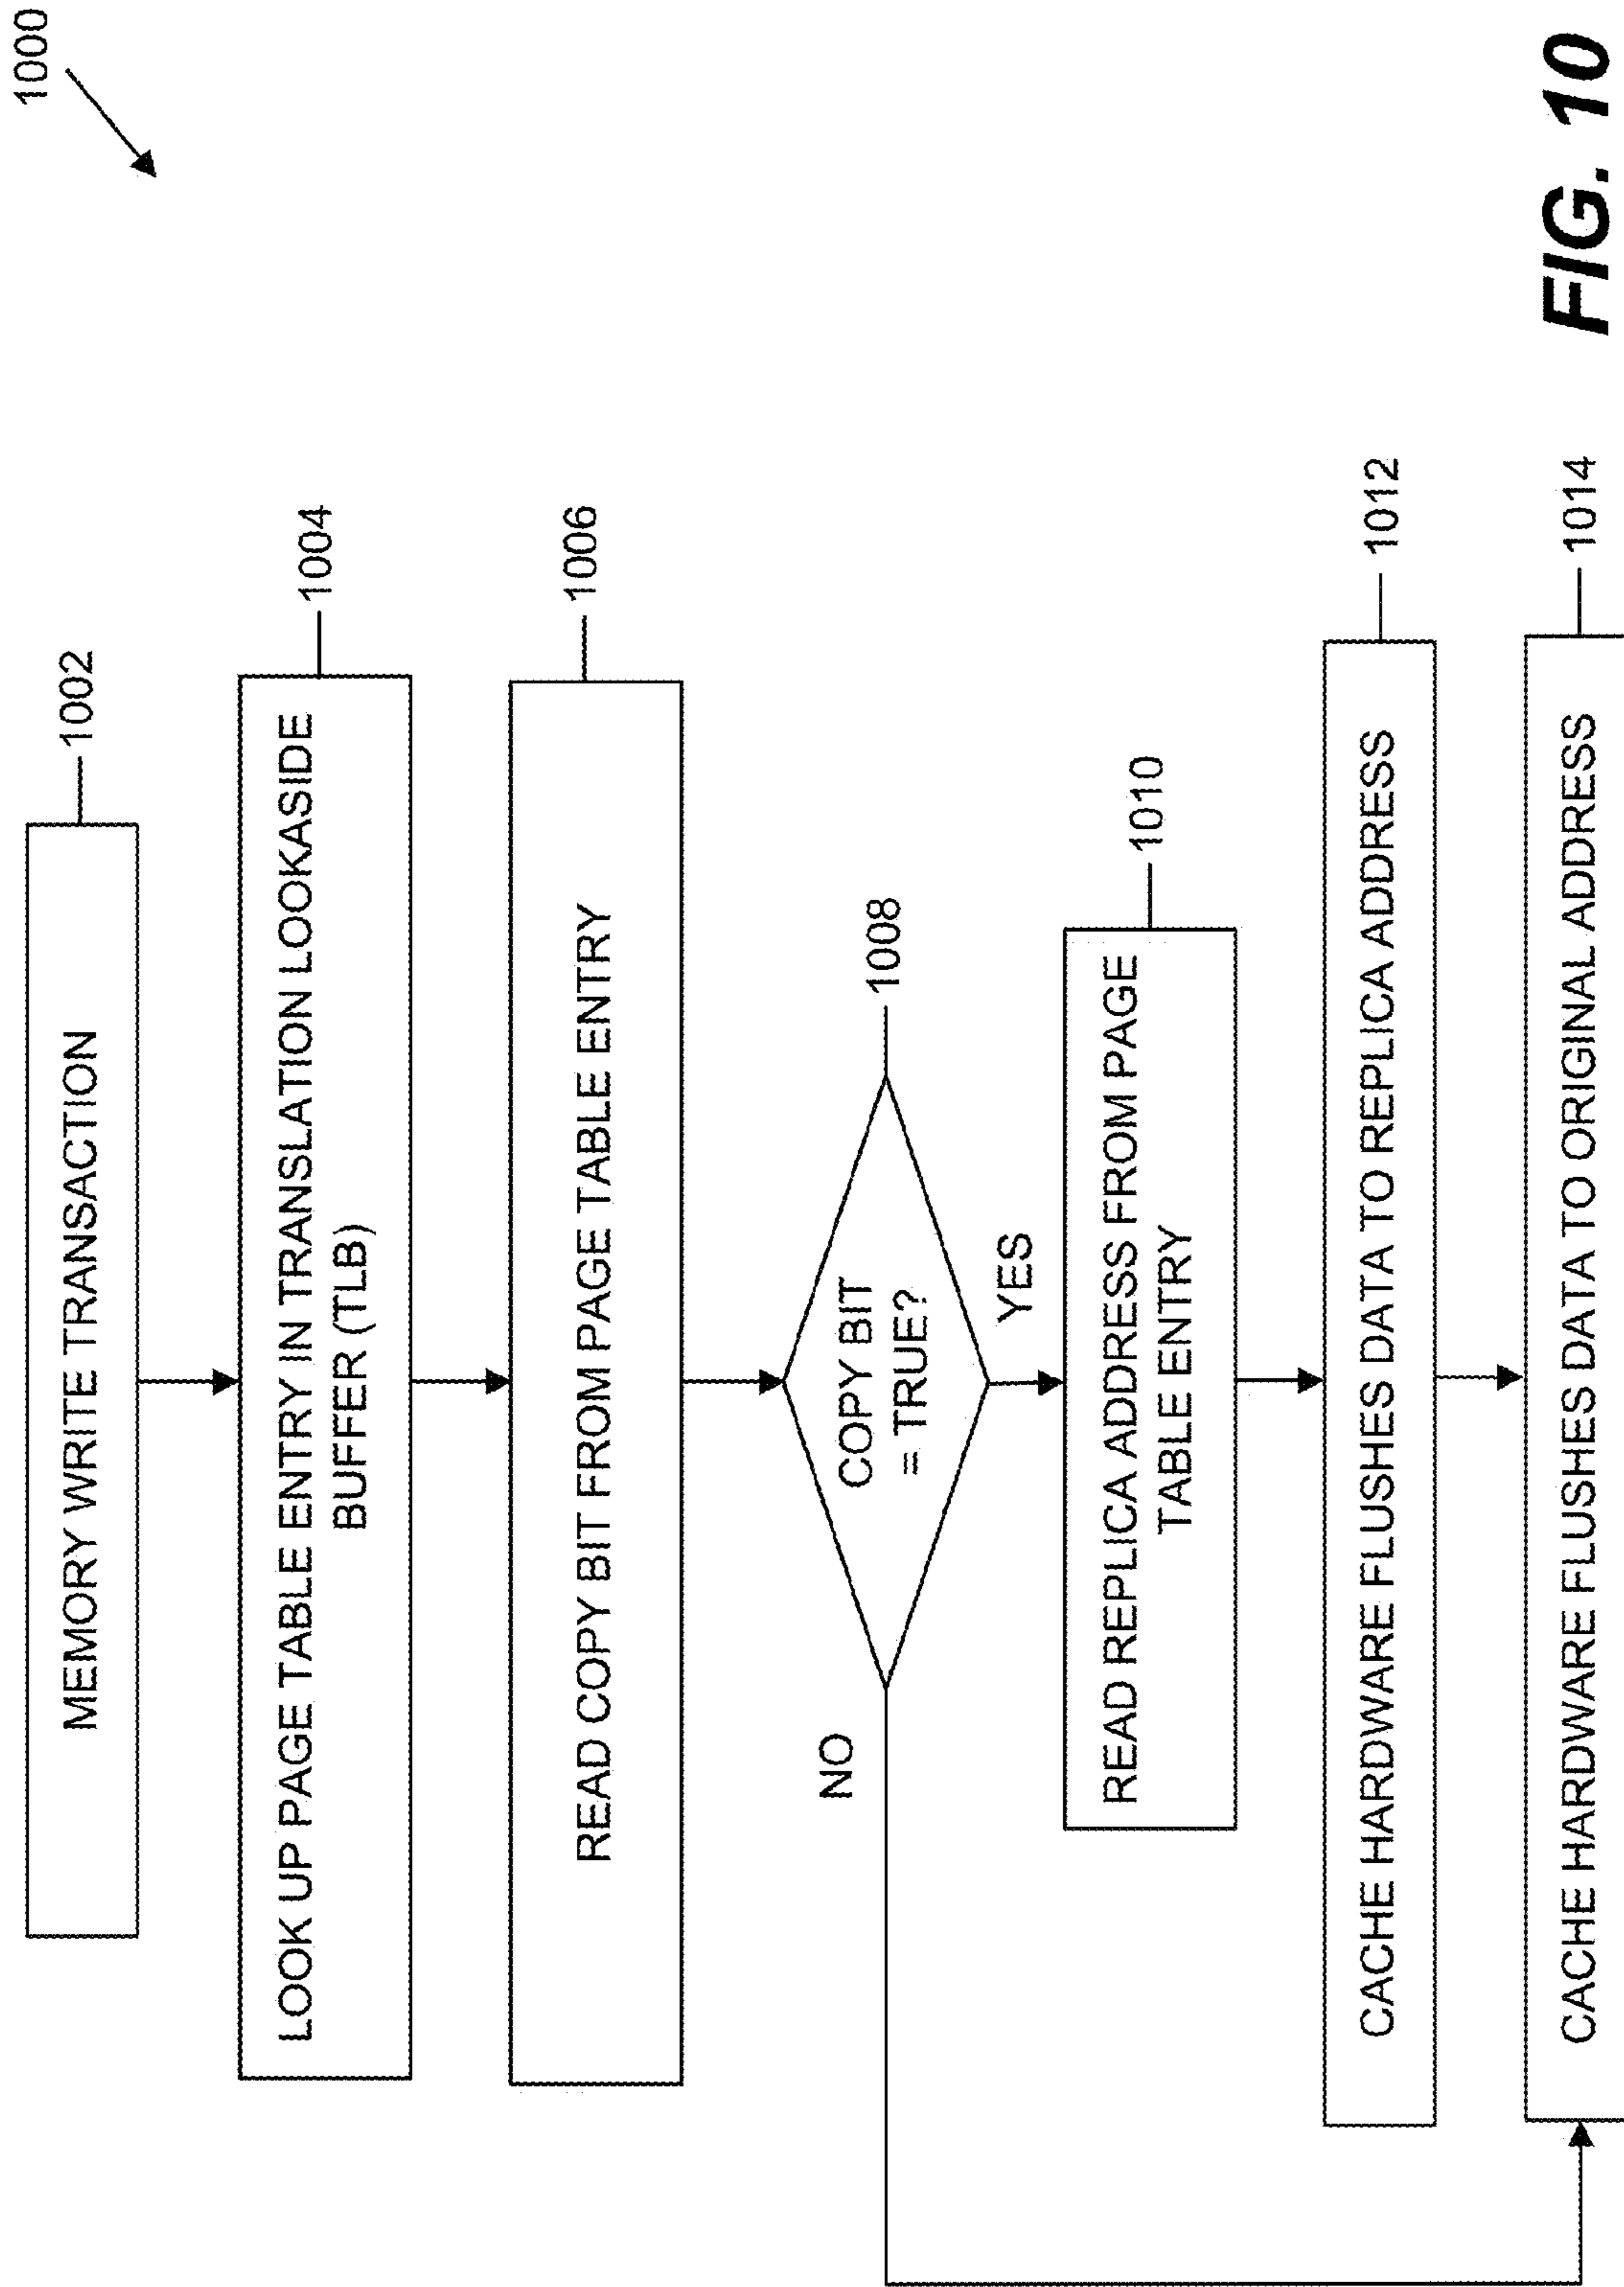 1000
MEMORY WRITE TRANSACTION
1002
LOOK UP PAGE TABLE ENTRY IN TRANSLATION LOOKASIDE
BUFFER (TLB)
1004
READ COPY BIT FROM PAGE TABLE ENTRY
1006
COPY BIT
= TRUE?
1008
NO
YES
READ REPLICA ADDRESS FROM PAGE
TABLE ENTRY
1010
CACHE HARDWARE FLUSHES DATA TO REPLICA ADDRESS
1012
CACHE HARDWARE FLUSHES DATA TO ORIGINAL ADDRESS
1014
FIG. 10